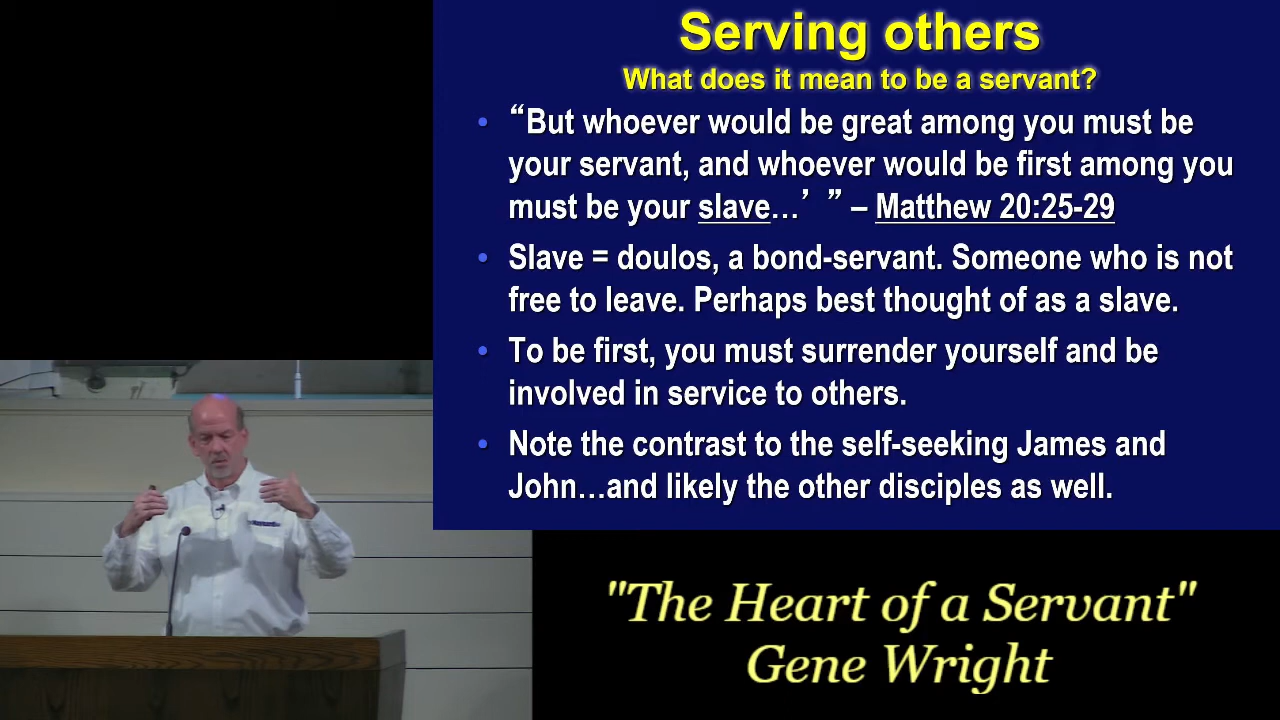 Serving others
What does it mean to be a servant?
• “But whoever would be great among you must be
your servant, and whoever would be first among you
must be your slave…’ ” – Matthew 20:25-29
• Slave = doulos, a bond-servant. Someone who is not
free to leave. Perhaps best thought of as a slave.
• To be first, you must surrender yourself and be
involved in service to others.
• Note the contrast to the self-seeking James and
John…and likely the other disciples as well.
"The Heart of a Servant"
Gene Wright